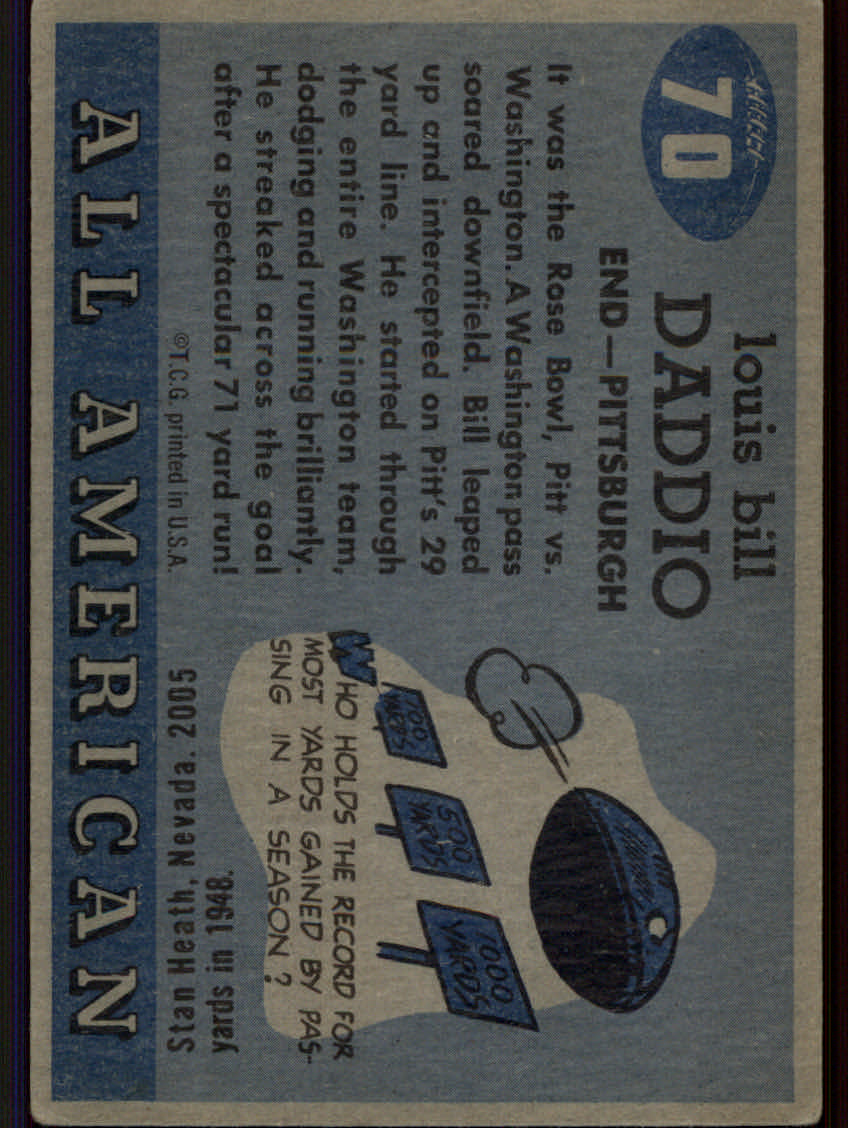 70
louis bill
DADDIO
END—PITTSBURGH
It was the Rose Bowl, Pitt vs.
Washington. A Washington pass
soared downfield. Bill leaped
up and intercepted on Pitt's 29
yard line. He started through
the entire Washington team,
dodging and running brilliantly.
He streaked across the goal
after a spectacular 71 yard run!
©T.C.G. printed in U.S.A.
100 YARDS
500
YARDS
1000
YARDS
WHO HOLDS THE RECORD FOR
MOST YARDS GAINED BY PAS-
SING IN A SEASON?
Stan Heath, Nevada. 2005
yards in 1948.
ALL AMERICAN